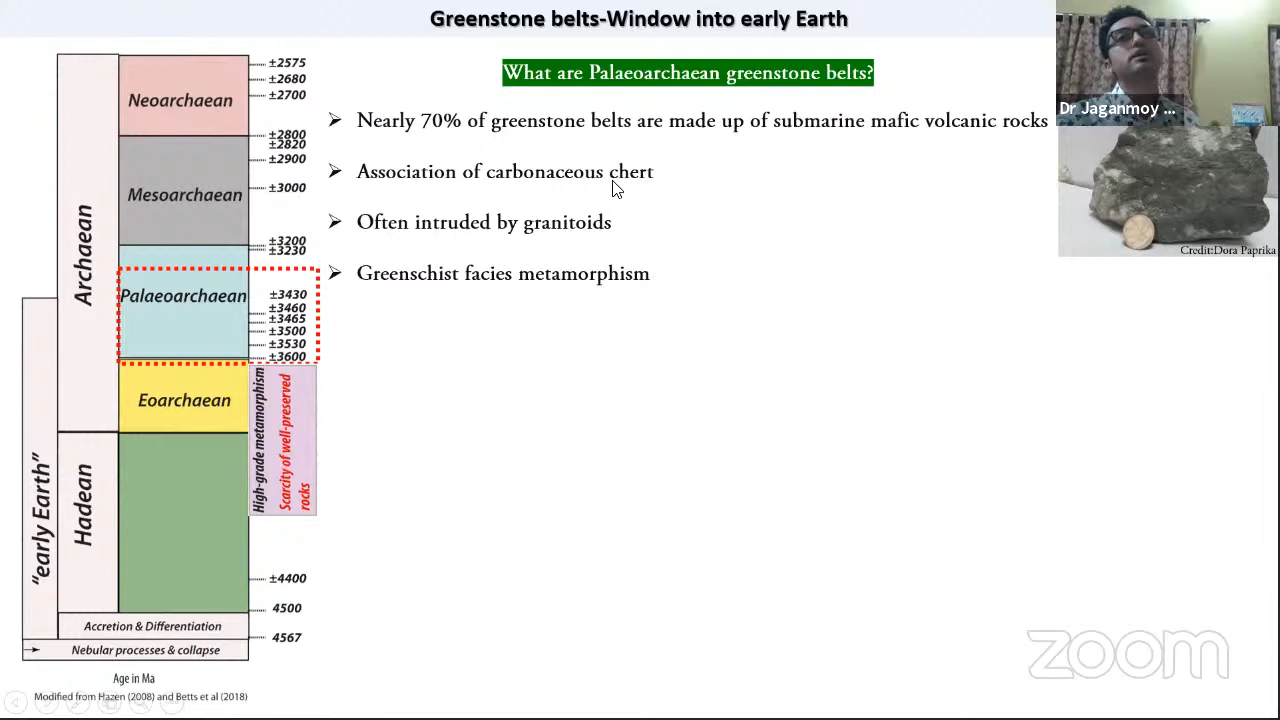 Greenstone belts-Window into early Earth
What are Palaeoarchaean greenstone belts?
Nearly 70% of greenstone belts are made up of submarine mafic volcanic rocks
Association of carbonaceous chert
Often intruded by granitoids
Greenschist facies metamorphism
Dr Jaganmoy ...
Credit:Dora Paprika
"early Earth"
Archaean
Hadean
Neoarchaean
Mesoarchaean
Palaeoarchaean
Eoarchaean
±2575
±2680
±2700
±2800
±2820
±2900
±3000
±3200
±3230
±3430
±3460
±3465
±3500
±3530
±3600
High-grade metamorphism
Scarcity of well-preserved
rocks
±4400
4500
Accretion & Differentiation
4567
Nebular processes & collapse
Age in Ma
Modified from Hazen (2008) and Betts et al (2018)
zoom